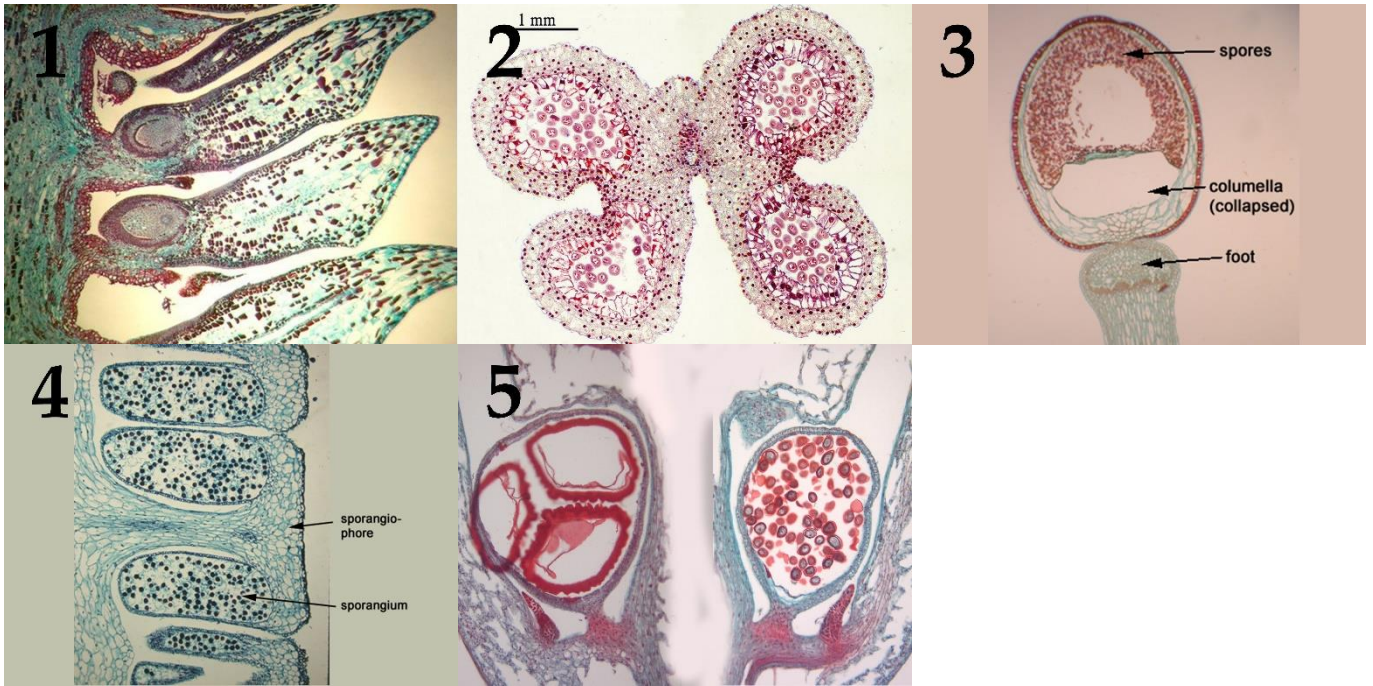 1
2
1 mm
3
spores
columella
(collapsed)
foot
4
sporangio-
phore
sporangium
5